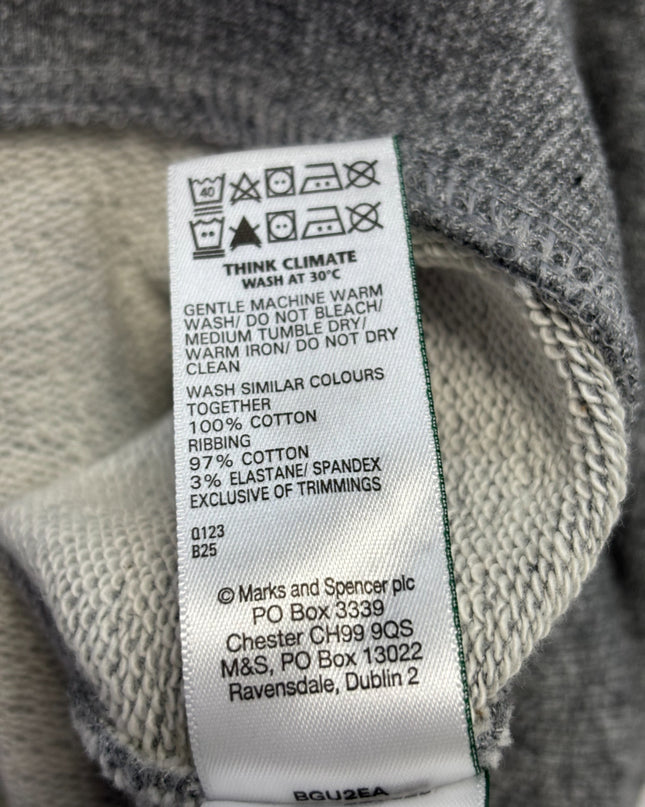 40
THINK CLIMATE
WASH AT 30°C
GENTLE MACHINE WARM
WASH/ DO NOT BLEACH/
MEDIUM TUMBLE DRY/
WARM IRON/ DO NOT DRY
CLEAN
WASH SIMILAR COLOURS
TOGETHER
100% COTTON
RIBBING
97% COTTON
3% ELASTANE/ SPANDEX
EXCLUSIVE OF TRIMMINGS
Q123
B25
© Marks and Spencer plc
PO Box 3339
Chester CH99 9QS
M&S, PO Box 13022
Ravensdale, Dublin 2